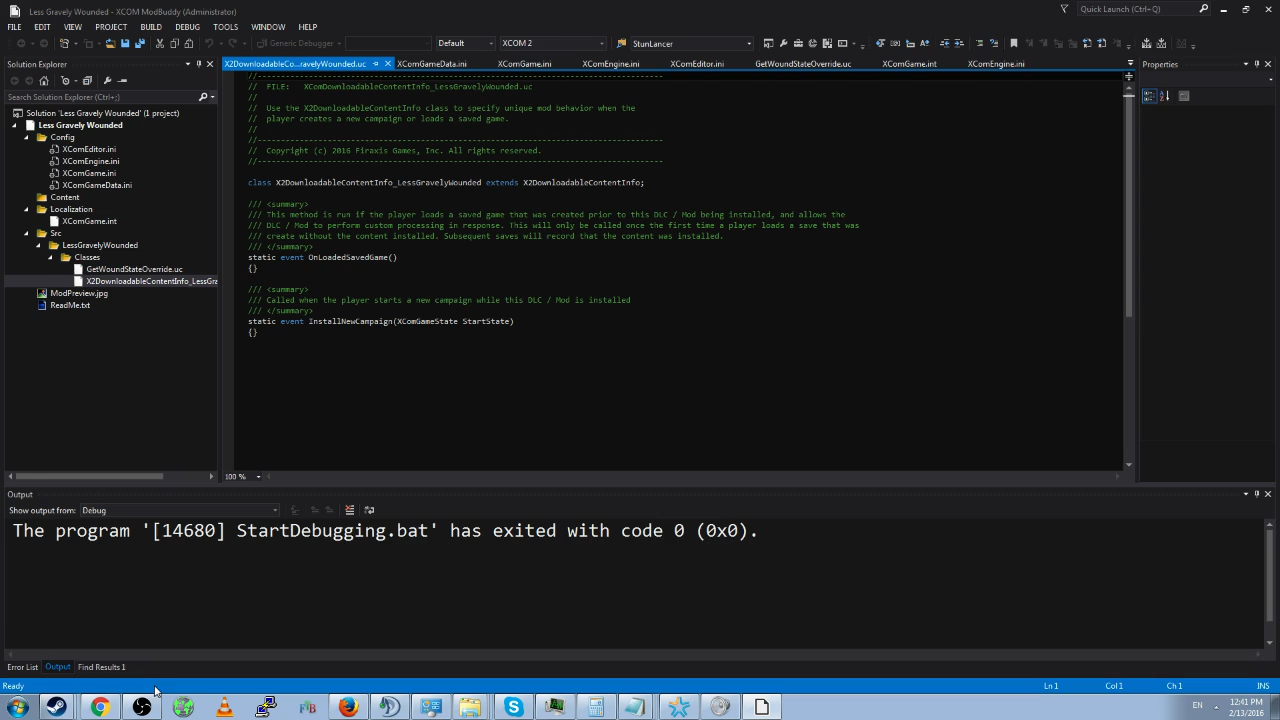 Less Gravely Wounded - XCOM ModBuddy (Administrator)
Quick Launch (Ctrl+Q)
FILE EDIT VIEW PROJECT BUILD DEBUG TOOLS WINDOW HELP
Generic Debugger Default XCOM 2 StunLancer
Solution Explorer
Search Solution Explorer (Ctrl+;)
Solution 'Less Gravely Wounded' (1 project)
Less Gravely Wounded
Config
XComEditor.ini
XComEngine.ini
XComGame.ini
XComGameData.ini
Content
Localization
XComGame.int
Src
LessGravelyWounded
Classes
GetWoundStateOverride.uc
X2DownloadableContentInfo_LessGra
ModPreview.jpg
ReadMe.txt
X2DownloadableCo...ravelyWounded.uc XComGameData.ini XComGame.ini XComEngine.ini XComEditor.ini GetWoundStateOverride.uc XComGame.int XComEngine.ini
//---------------------------------------------------------------------------------------
// FILE: XComDownloadableContentInfo_LessGravelyWounded.uc
//
// Use the X2DownloadableContentInfo class to specify unique mod behavior when the
// player creates a new campaign or loads a saved game.
//
//---------------------------------------------------------------------------------------
// Copyright (c) 2016 Firaxis Games, Inc. All rights reserved.
//---------------------------------------------------------------------------------------
class X2DownloadableContentInfo_LessGravelyWounded extends X2DownloadableContentInfo;
/// <summary>
/// This method is run if the player loads a saved game that was created prior to this DLC / Mod being installed, and allows the
/// DLC / Mod to perform custom processing in response. This will only be called once the first time a player loads a save that was
/// create without the content installed. Subsequent saves will record that the content was installed.
/// </summary>
static event OnLoadedSavedGame()
{}
/// <summary>
/// Called when the player starts a new campaign while this DLC / Mod is installed
/// </summary>
static event InstallNewCampaign(XComGameState StartState)
{}
100 %
Properties
Output
Show output from: Debug
The program '[14680] StartDebugging.bat' has exited with code 0 (0x0).
Error List Output Find Results 1
Ready Ln 1 Col 1 Ch 1 INS
EN
12:41 PM
2/13/2016